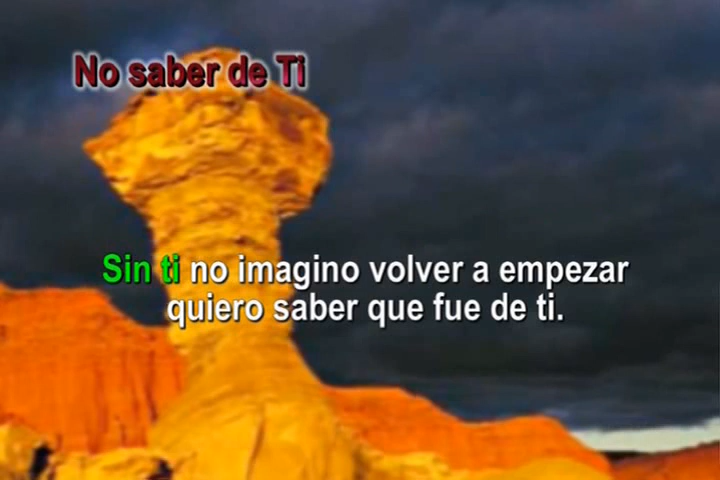 No saber de Ti
Sin ti no imagino volver a empezar
quiero saber que fue de ti.